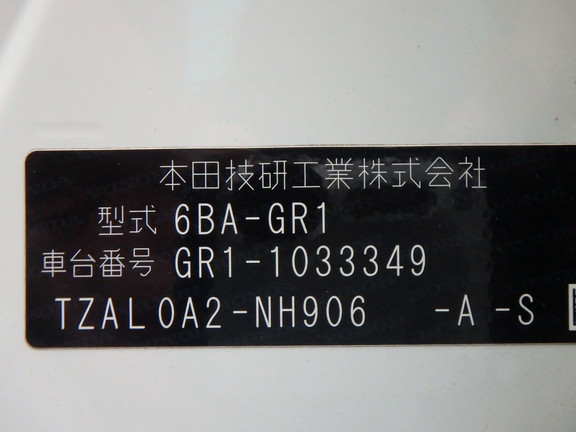 本田技研工業株式会社
型式 6BA-GR1
車台番号 GR1-1033349
TZAL0A2-NH906 -A -S